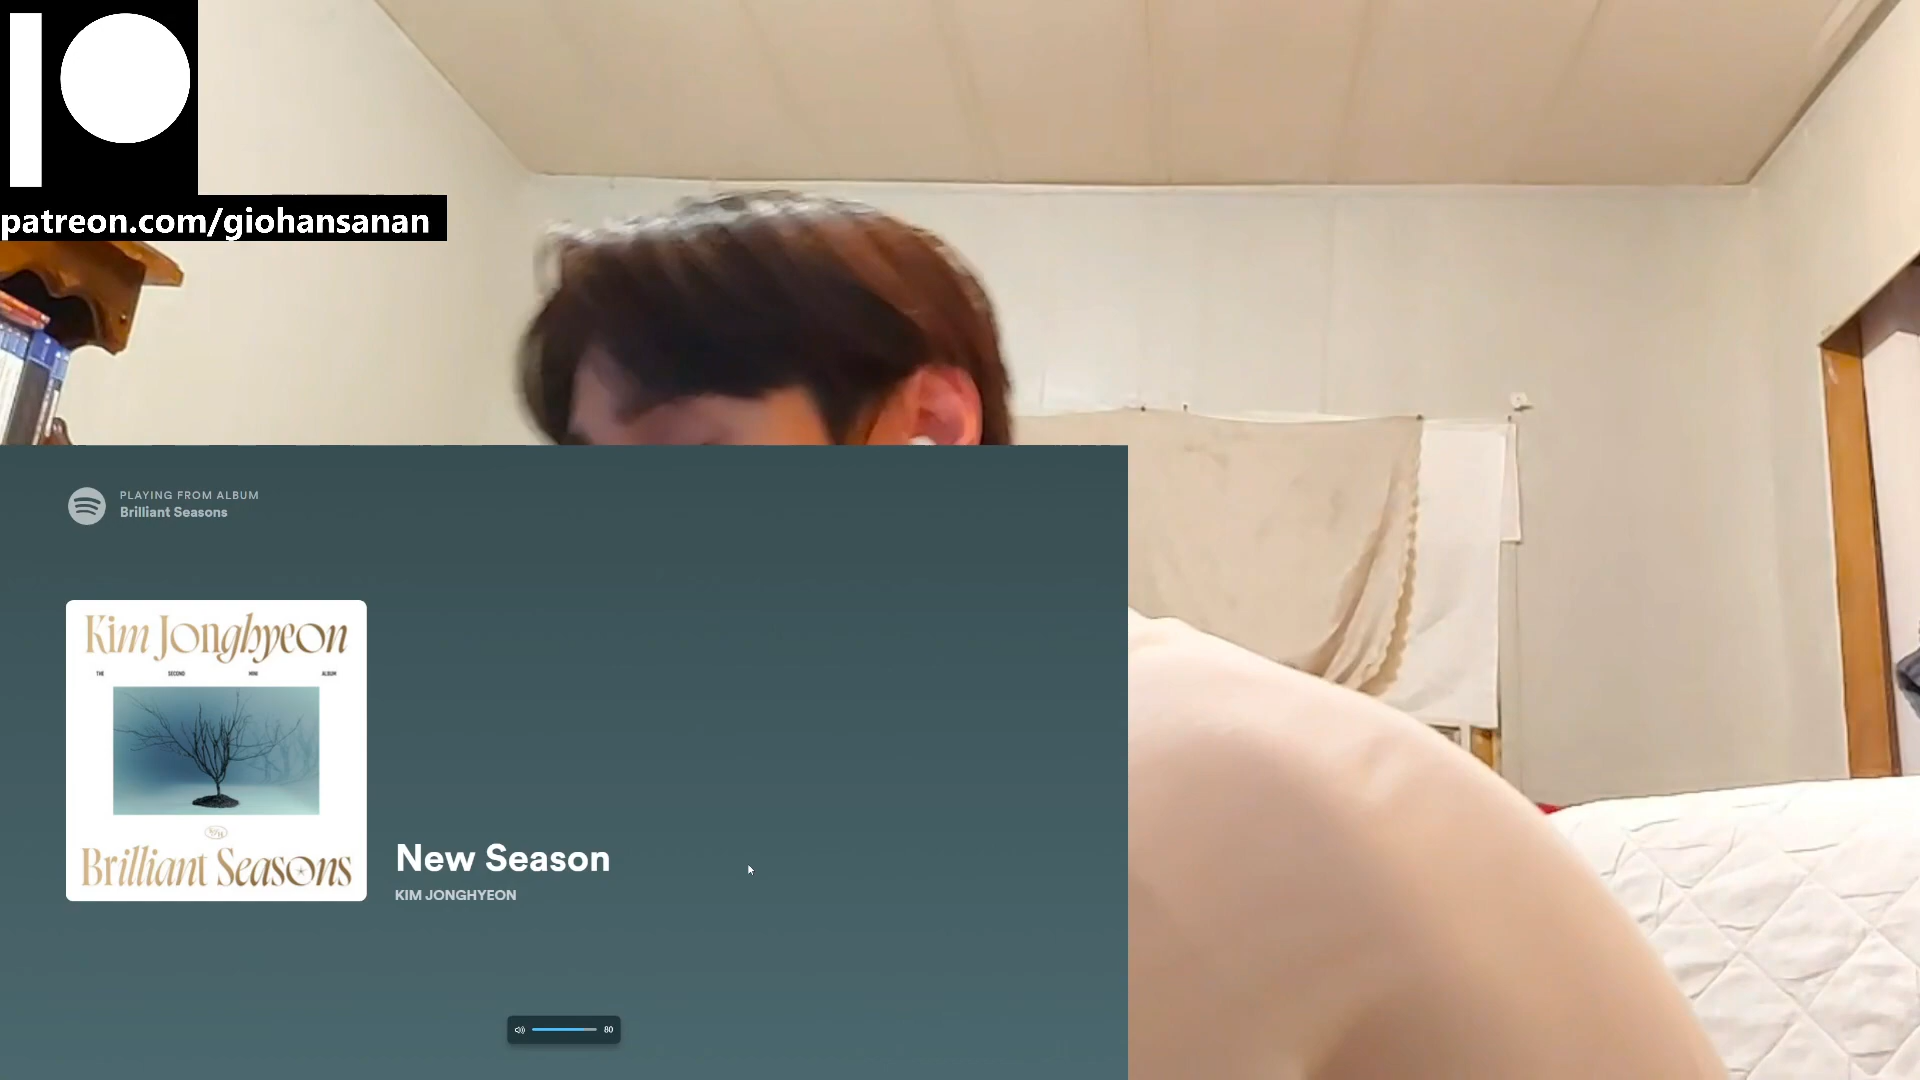 patreon.com/giohansanan
PLAYING FROM ALBUM
Brilliant Seasons
Kim Jonghyeon
THE SECOND MINI ALBUM
Brilliant Seasons
New Season
KIM JONGHYEON
80